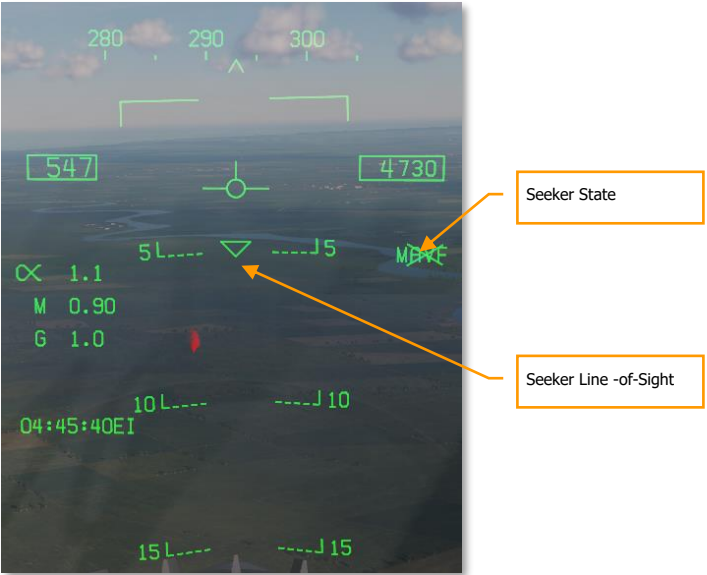 280 290 300
547
4730
Seeker State
5 5
MAVF
α 1.1
M 0.90
G 1.0
Seeker Line -of-Sight
10 10
04:45:40EI
15 15